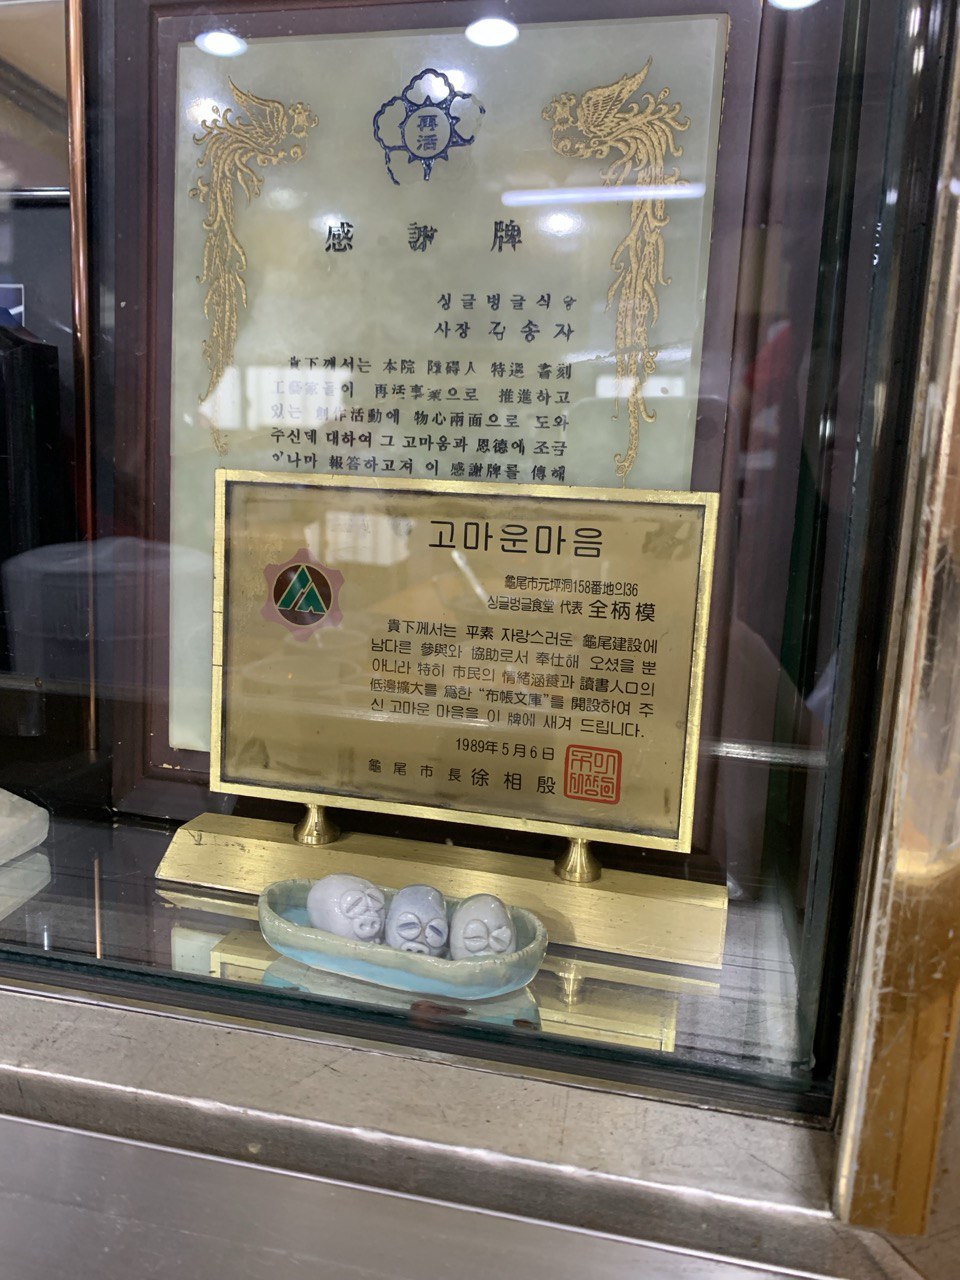 再
活
感 謝 牌
싱글벙글식당
사장 김송자
貴下께서는 本院 障碍人 特選 書刻
工藝家들이 再活事業으로 推進하고
있는 創作活動에 物心兩面으로 도와
주신데 대하여 그 고마움과 恩德에 조금
이나마 報答하고져 이 感謝牌를 傳해
고마운마음
龜尾市元坪洞158番地의36
싱글벙글食堂 代表 全柄模
貴下께서는 平素 자랑스러운 龜尾建設에
남다른 參與와 協助로서 奉仕해 오셨을 뿐
아니라 特히 市民의 情緖涵養과 讀書人口의
低邊擴大를 爲한 “布帳文庫”를 開設하여 주
신 고마운 마음을 이 牌에 새겨 드립니다.
1989年 5月 6日
龜尾市長 徐相殷